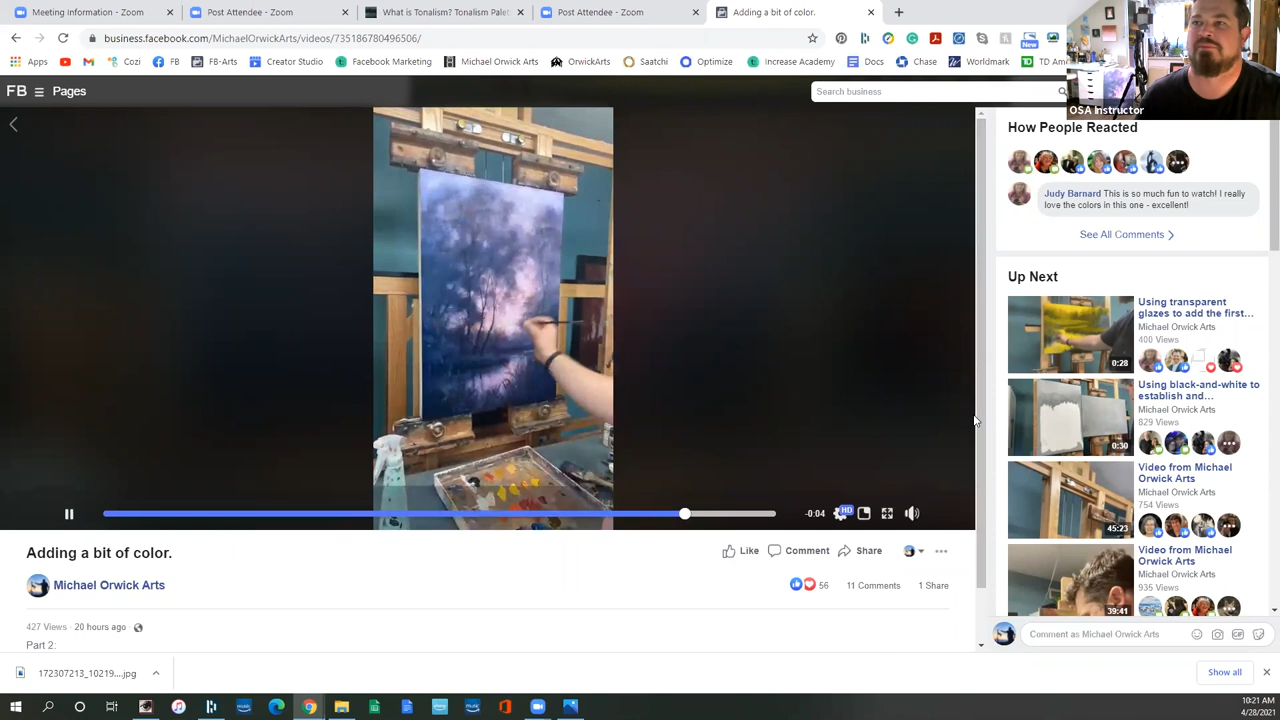 Meeting Information - Zoom
Post Attendee - Zoom
What is Tonalism? Tonalism Palet
Post Attendee - Zoom
Adding a bit of color.
business.facebook.com/MichaelOrwickArts/videos/735186780496506/
New
Apps
YT
WM
Cozi
FB
FB-Arts
Creator Studio
Facebook Marketing
Michael Orwick Arts
OrwickArts
Saatchi
Optimize
Increase Academy
Docs
Chase
Worldmark
TD Am
OSA Instructor
FB
Pages
Search business
How People Reacted
Judy Barnard This is so much fun to watch! I really
love the colors in this one - excellent!
See All Comments
Up Next
Using transparent
glazes to add the first...
Michael Orwick Arts
400 Views
0:28
Using black-and-white to
establish and...
Michael Orwick Arts
829 Views
0:30
Video from Michael
Orwick Arts
Michael Orwick Arts
754 Views
45:23
Video from Michael
Orwick Arts
Michael Orwick Arts
935 Views
39:41
-0:04
HD
Adding a bit of color.
Like
Comment
Share
Michael Orwick Arts
56
11 Comments
1 Share
427 Views · 20 hours ago ·
Part 2.
Comment as Michael Orwick Arts
GIF
172307213_10219....jpg
Show all
10:21 AM
4/28/2021